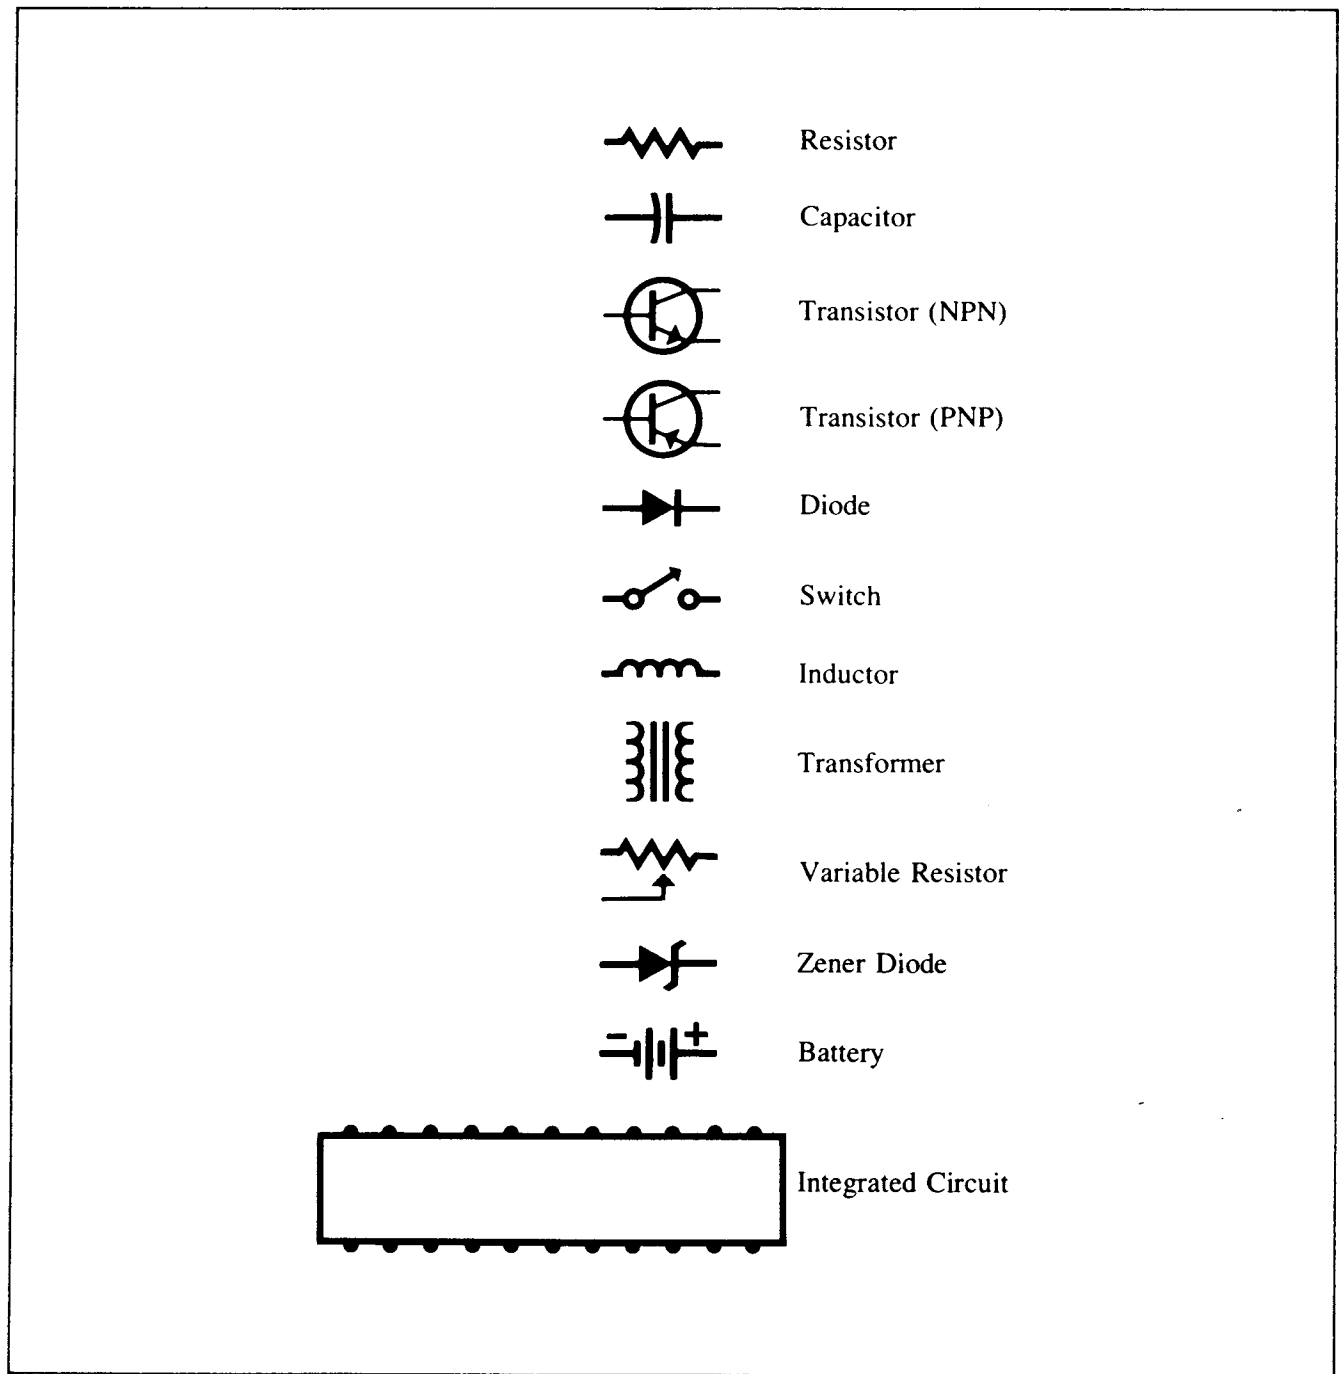 Resistor
Capacitor
Transistor (NPN)
Transistor (PNP)
Diode
Switch
Inductor
Transformer
Variable Resistor
Zener Diode
- +
Battery
Integrated Circuit